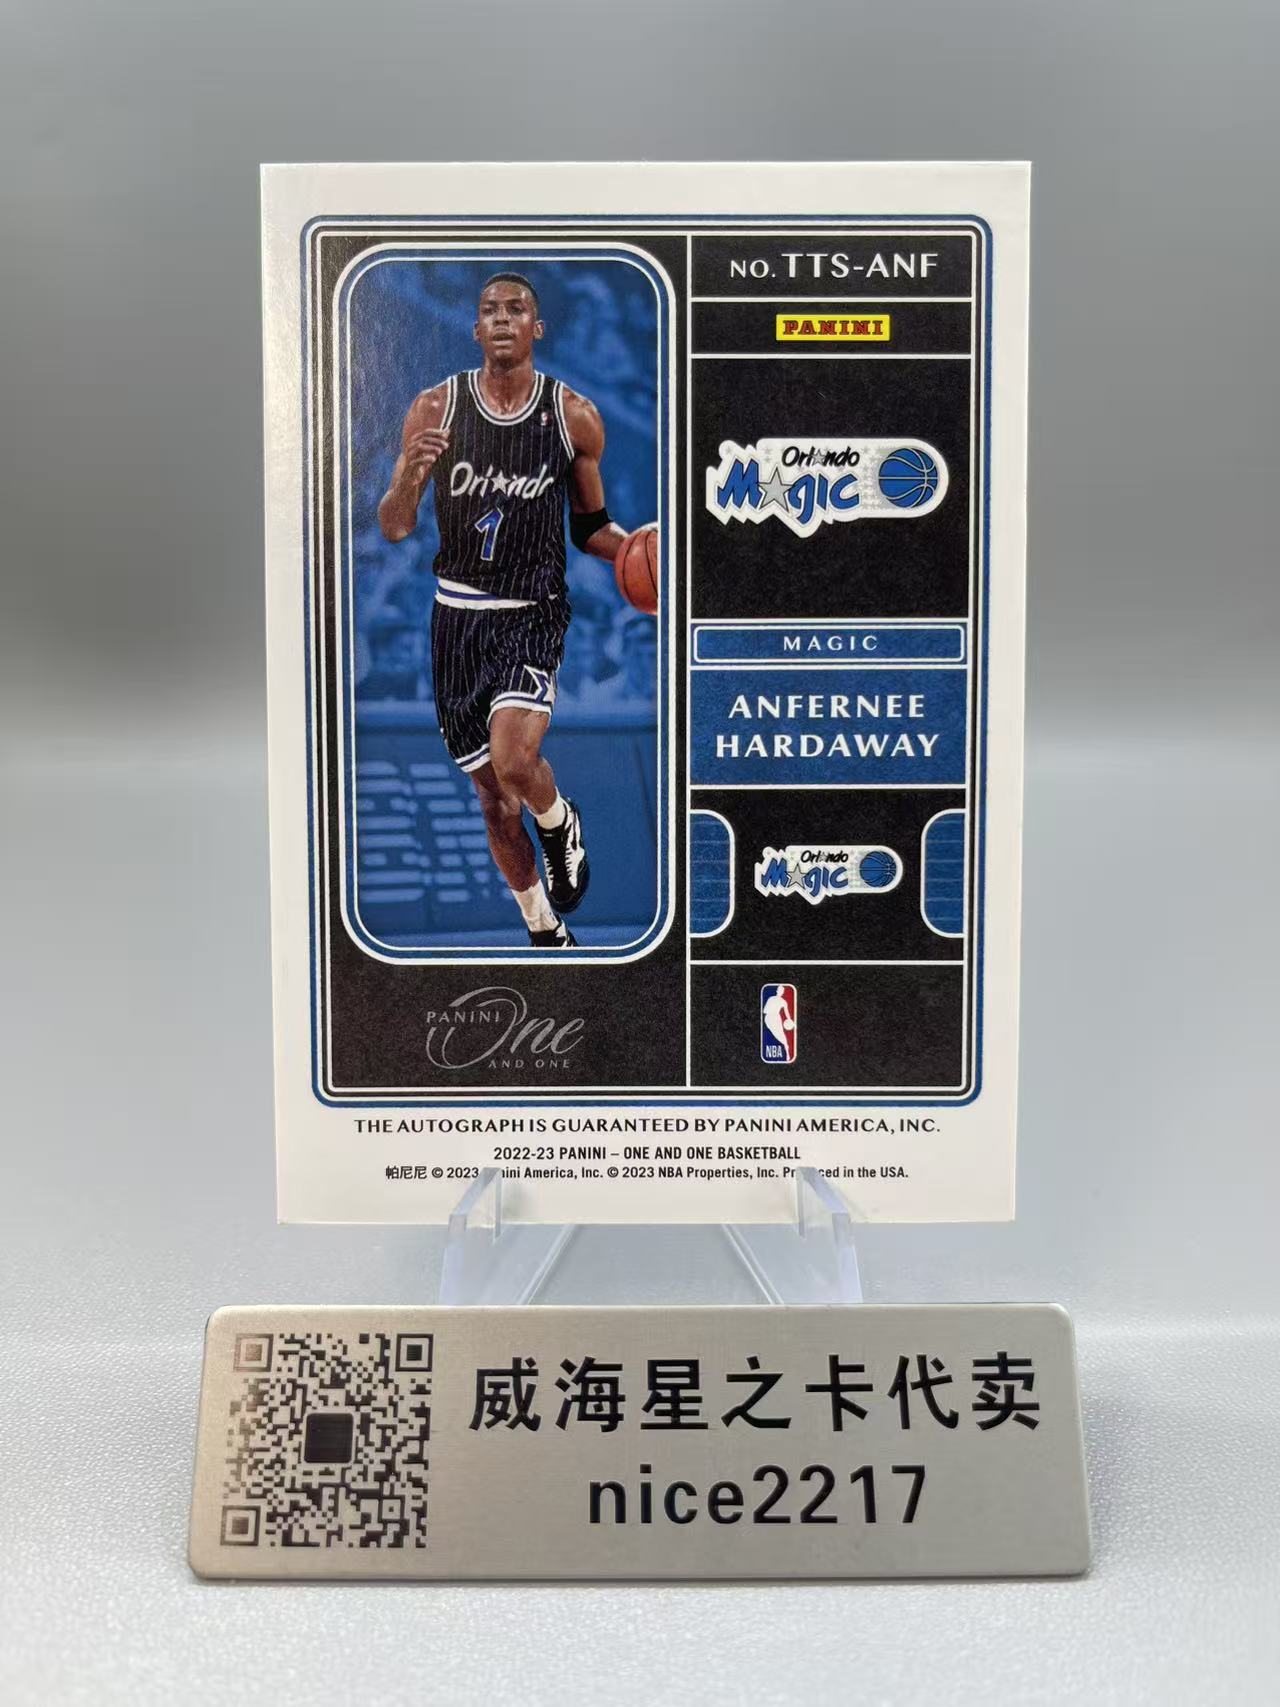 NO. TTS-ANF
PANINI
Orlando
Magic
Orlando
1
MAGIC
ANFERNEE
HARDAWAY
Orlando
Magic
NBA
PANINI
One
AND ONE
THE AUTOGRAPH IS GUARANTEED BY PANINI AMERICA, INC.
2022-23 PANINI – ONE AND ONE BASKETBALL
帕尼尼 © 2023 Panini America, Inc. © 2023 NBA Properties, Inc. Produced in the USA.
威海星之卡代卖
nice2217